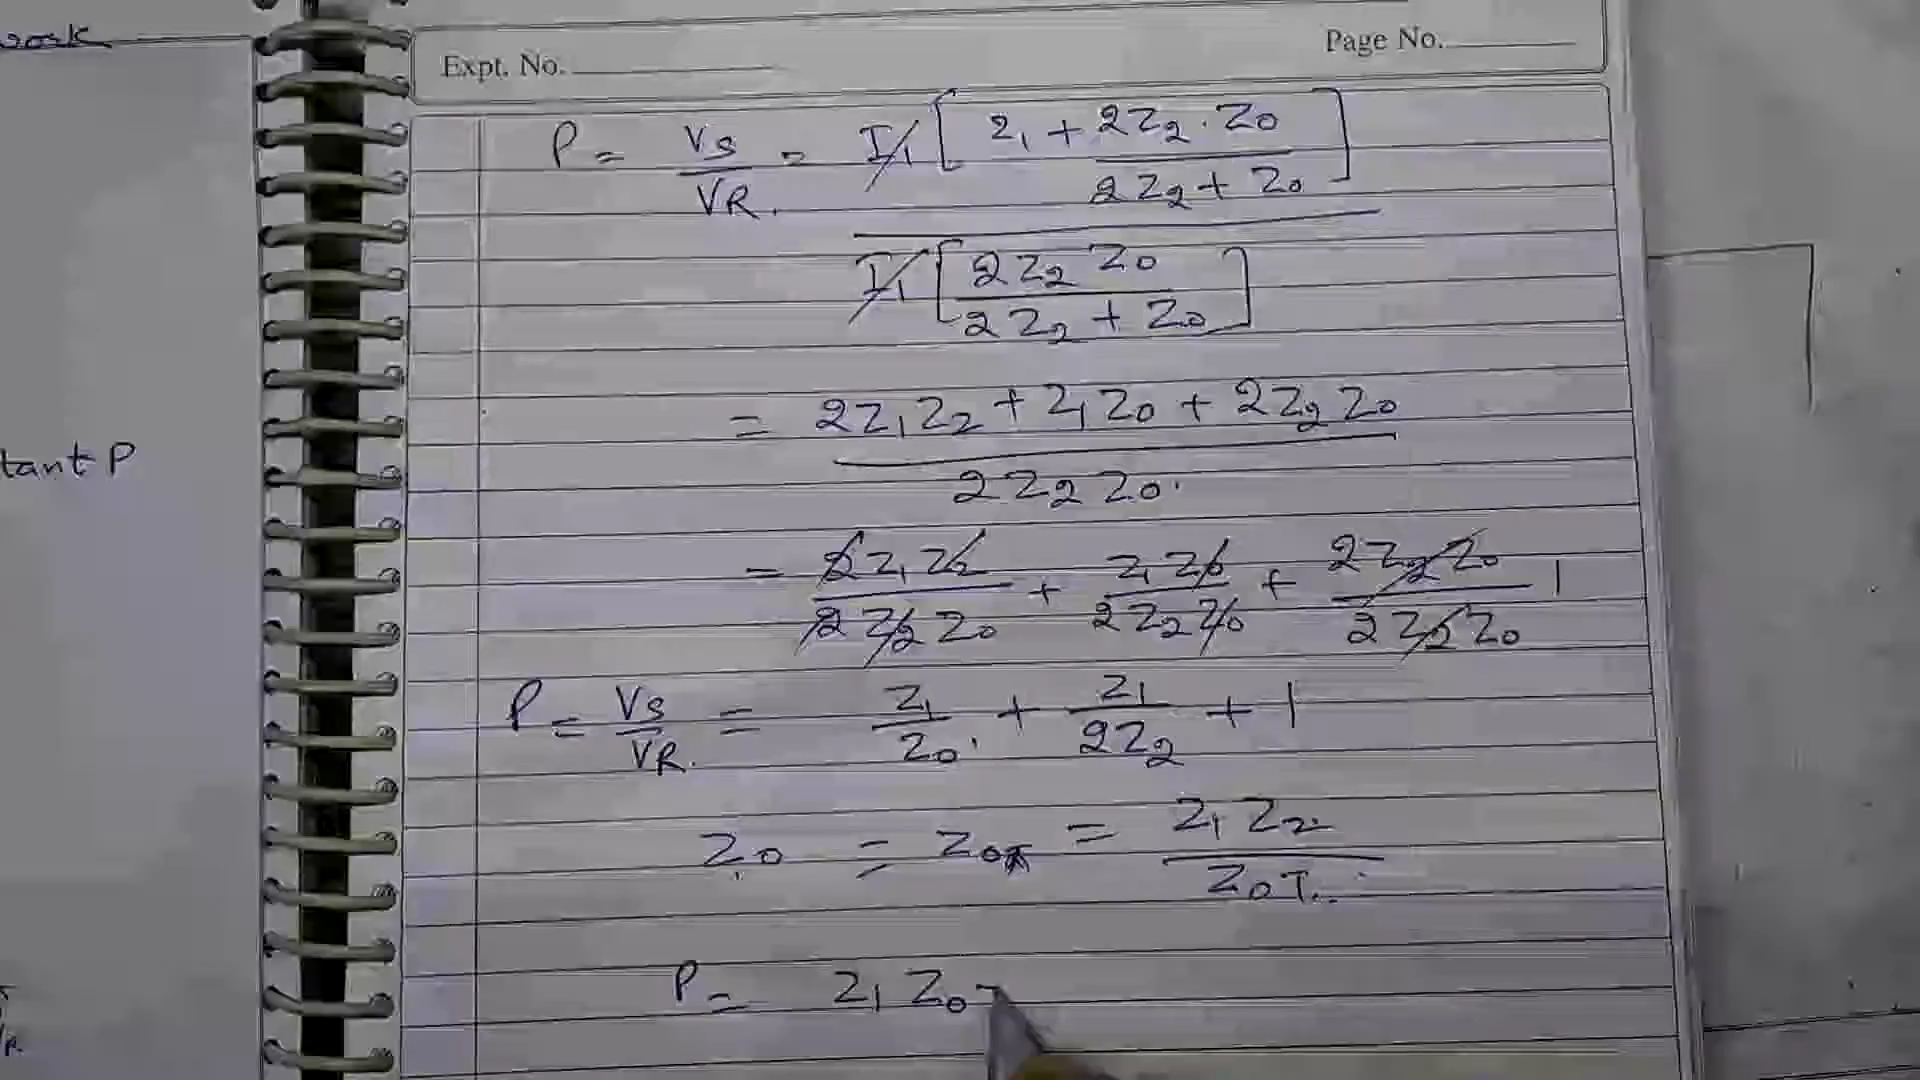 work
Expt. No.
Page No.
P = VS / VR. = I1 [ Z1 + 2Z2 . Z0 / 2Z2 + Z0 ]
I1 [ 2Z2 Z0 / 2Z2 + Z0 ]
= 2Z1Z2 + Z1Z0 + 2Z2Z0
2Z2Z0.
tant P
= 2Z1Z2 / 2Z2Z0 + Z1Z0 / 2Z2Z0 + 2Z2Z0 / 2Z2Z0 1
P = VS / VR. = Z1 / Z0. + Z1 / 2Z2 + 1
Z0 = Z0π = Z1Z2 / Z0T.
P = Z1 Z0T